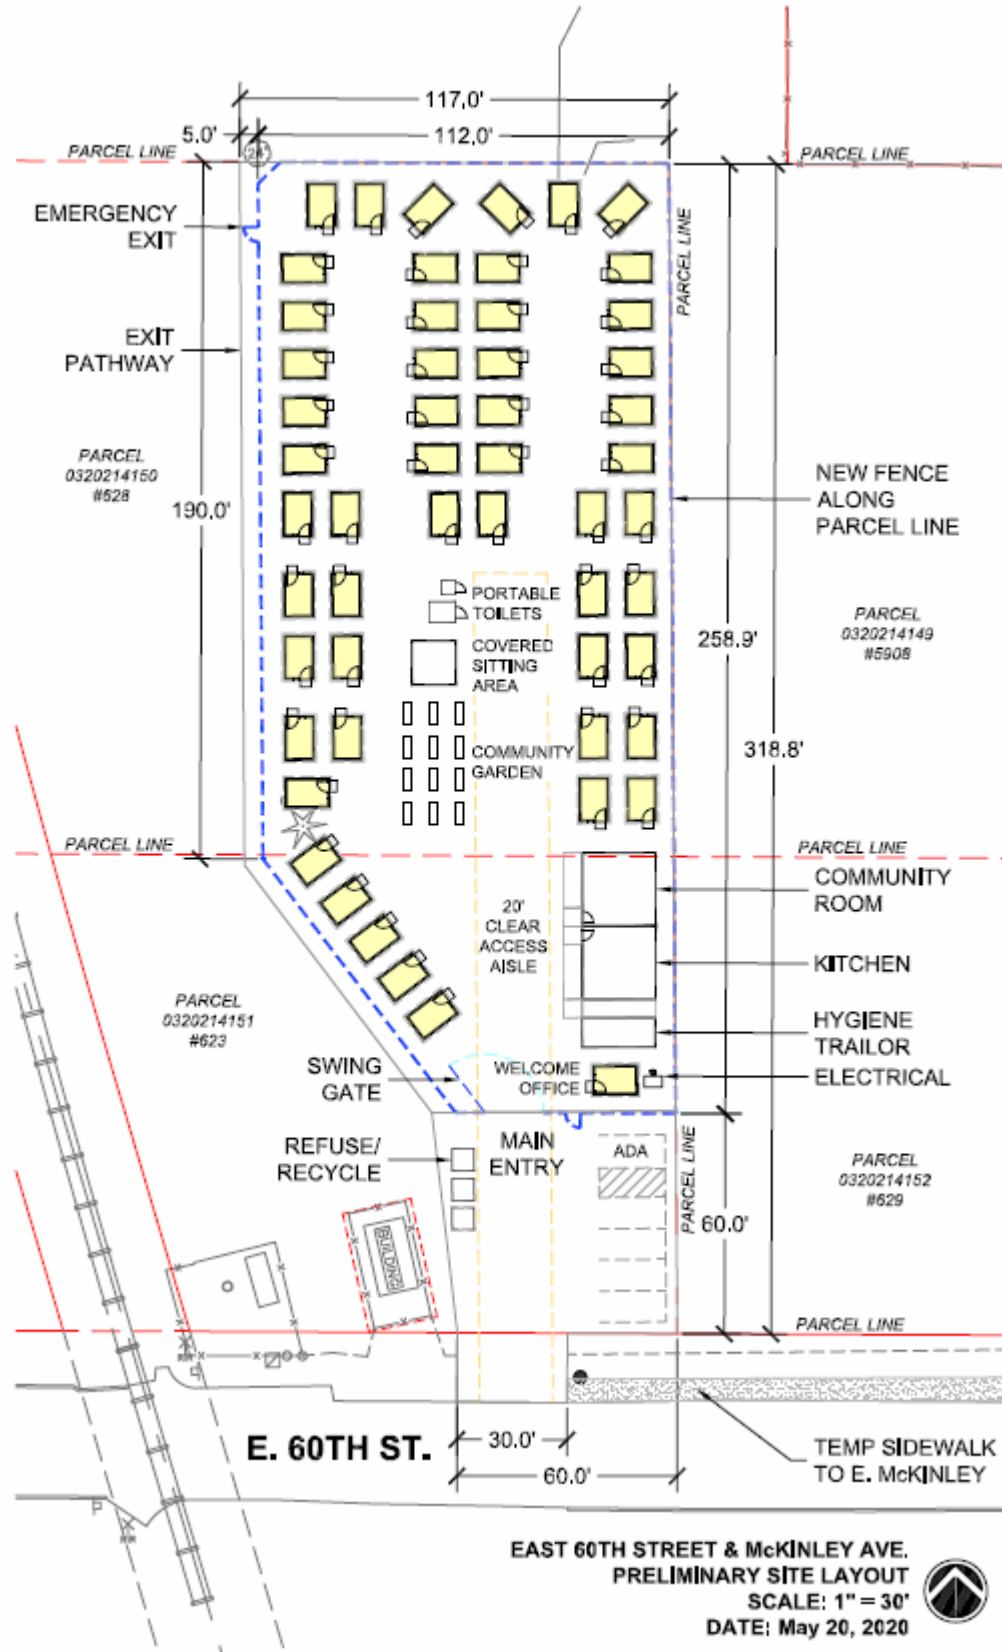 117.0'
5.0'
112.0'
PARCEL LINE
24'
PARCEL LINE
EMERGENCY
EXIT
PARCEL LINE
EXIT
PATHWAY
PARCEL
0320214150
#628
190.0'
NEW FENCE
ALONG
PARCEL LINE
PORTABLE
TOILETS
PARCEL
0320214149
#5908
258.9'
COVERED
SITTING
AREA
COMMUNITY
GARDEN
318.8'
PARCEL LINE
PARCEL LINE
COMMUNITY
ROOM
20'
CLEAR
ACCESS
AISLE
KITCHEN
PARCEL
0320214151
#623
HYGIENE
TRAILOR
SWING
GATE
WELCOME
OFFICE
ELECTRICAL
REFUSE/
RECYCLE
MAIN
ENTRY
ADA
PARCEL LINE
PARCEL
0320214152
#629
60.0'
BUILDING
PARCEL LINE
E. 60TH ST.
30.0'
60.0'
TEMP SIDEWALK
TO E. McKINLEY
EAST 60TH STREET & McKINLEY AVE.
PRELIMINARY SITE LAYOUT
SCALE: 1" = 30'
DATE: May 20, 2020